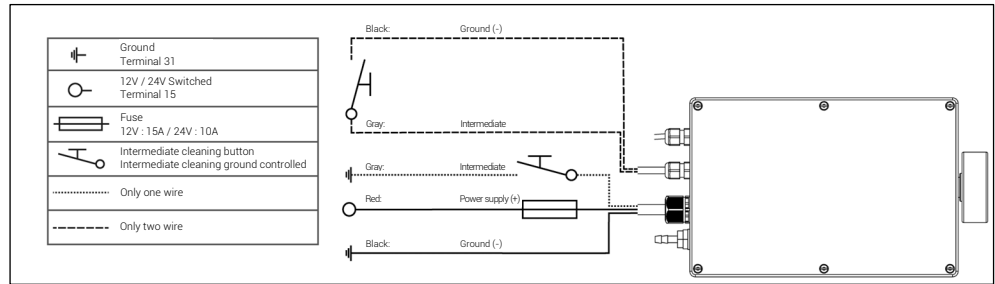 Ground
Terminal 31
12V / 24V Switched
Terminal 15
Fuse
12V : 15A / 24V : 10A
Intermediate cleaning button
Intermediate cleaning ground controlled
Only one wire
Only two wire
Black: Ground (-)
Gray: Intermediate
Gray: Intermediate
Red: Power supply (+)
Black: Ground (-)